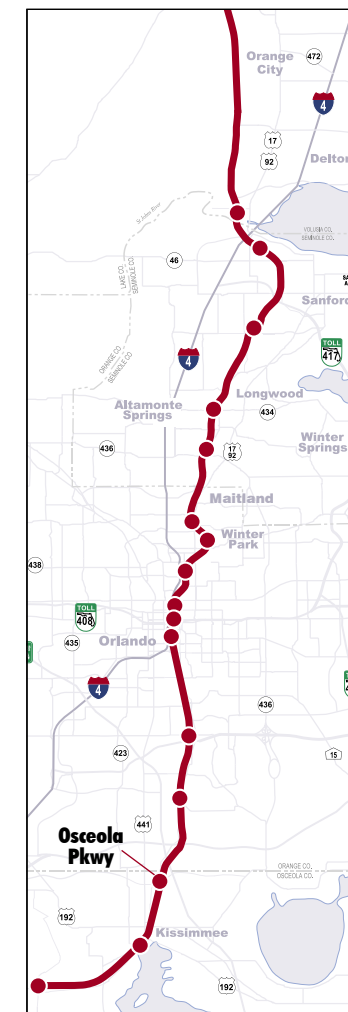 Orange
City
472
4
17
92
Delton
St Johns River
VOLUSIA CO.
SEMINOLE CO.
46
SEMINOLE CO.
LAKE CO.
SA
A
Sanford
TOLL
417
ORANGE CO.
SEMINOLE CO.
4
Longwood
Altamonte
Springs
434
17
92
Winter
Springs
436
Maitland
Winter
Park
438
TOLL
408
435
Orlando
4
436
423
15
441
Osceola
Pkwy
ORANGE CO.
OSCEOLA CO.
192
Kissimmee
192